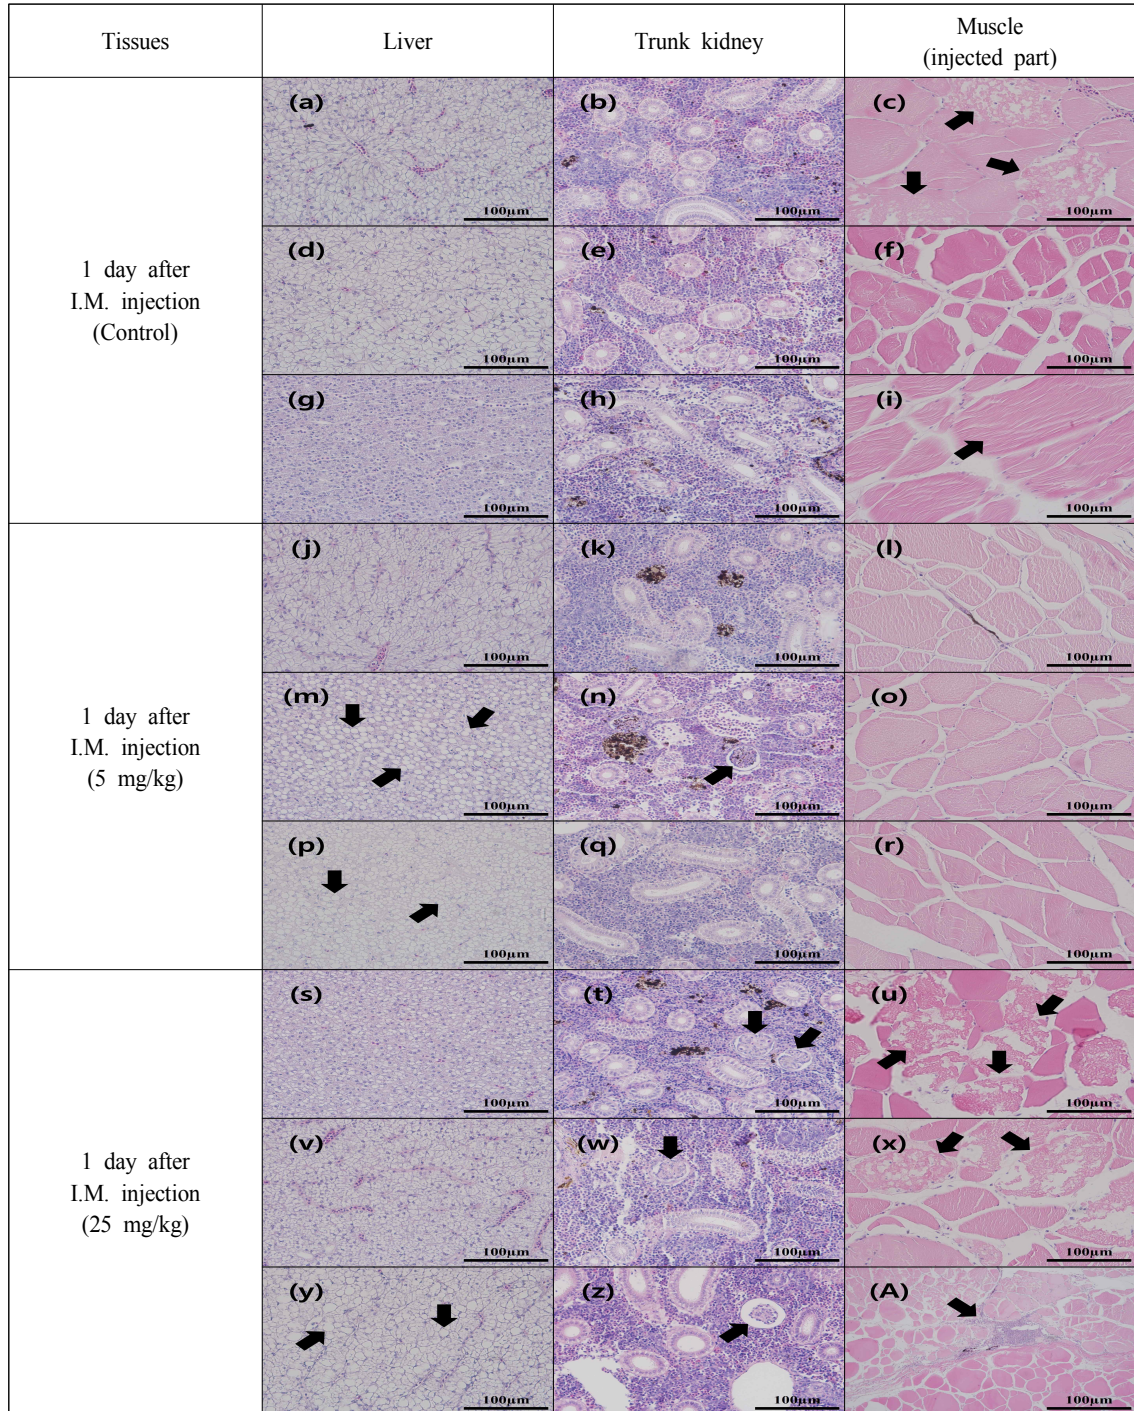 Tissues
Liver
Trunk kidney
Muscle
(injected part)
1 day after
I.M. injection
(Control)
(a)
100μm
(b)
100μm
(c)
100μm
(d)
100μm
(e)
100μm
(f)
100μm
(g)
100μm
(h)
100μm
(i)
100μm
1 day after
I.M. injection
(5 mg/kg)
(j)
100μm
(k)
100μm
(l)
100μm
(m)
100μm
(n)
100μm
(o)
100μm
(p)
100μm
(q)
100μm
(r)
100μm
1 day after
I.M. injection
(25 mg/kg)
(s)
100μm
(t)
100μm
(u)
100μm
(v)
100μm
(w)
100μm
(x)
100μm
(y)
100μm
(z)
100μm
(A)
100μm